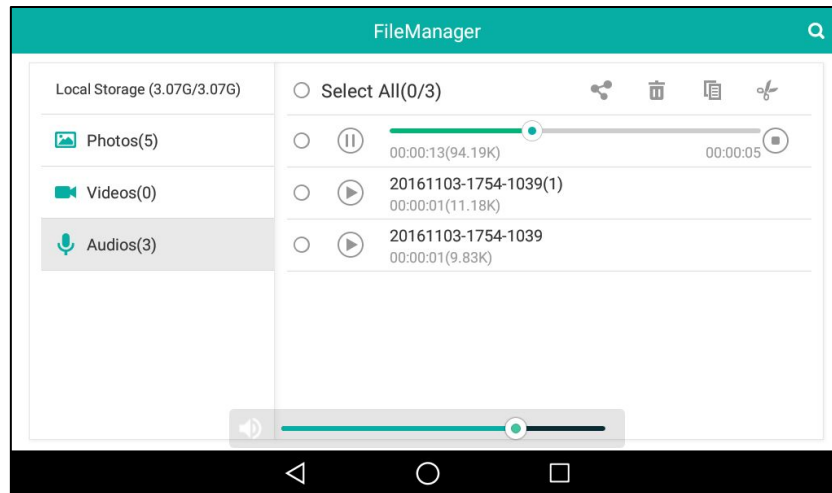 FileManager
Local Storage (3.07G/3.07G)
Select All(0/3)
Photos(5)
00:00:13(94.19K)
00:00:05
Videos(0)
20161103-1754-1039(1)
00:00:01(11.18K)
Audios(3)
20161103-1754-1039
00:00:01(9.83K)